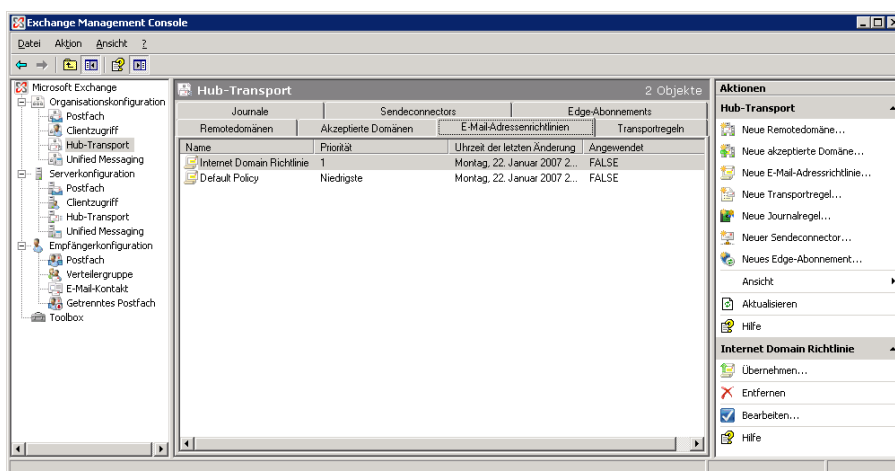 Exchange Management Console
Datei Aktion Ansicht ?
Microsoft Exchange
Organisationskonfiguration
Postfach
Clientzugriff
Hub-Transport
Unified Messaging
Serverkonfiguration
Postfach
Clientzugriff
Hub-Transport
Unified Messaging
Empfängerkonfiguration
Postfach
Verteilergruppe
E-Mail-Kontakt
Getrenntes Postfach
Toolbox
Hub-Transport 2 Objekte
Journale Sendeconnectors Edge-Abonnements
Remotedomänen Akzeptierte Domänen E-Mail-Adressenrichtlinien Transportregeln
Name Priorität Uhrzeit der letzten Änderung Angewendet
Internet Domain Richtlinie 1 Montag, 22. Januar 2007 2... FALSE
Default Policy Niedrigste Montag, 22. Januar 2007 2... FALSE
Aktionen
Hub-Transport
Neue Remotedomäne...
Neue akzeptierte Domäne...
Neue E-Mail-Adressrichtlinie...
Neue Transportregel...
Neue Journalregel...
Neuer Sendeconnector...
Neues Edge-Abonnement...
Ansicht
Aktualisieren
Hilfe
Internet Domain Richtlinie
Übernehmen...
Entfernen
Bearbeiten...
Hilfe